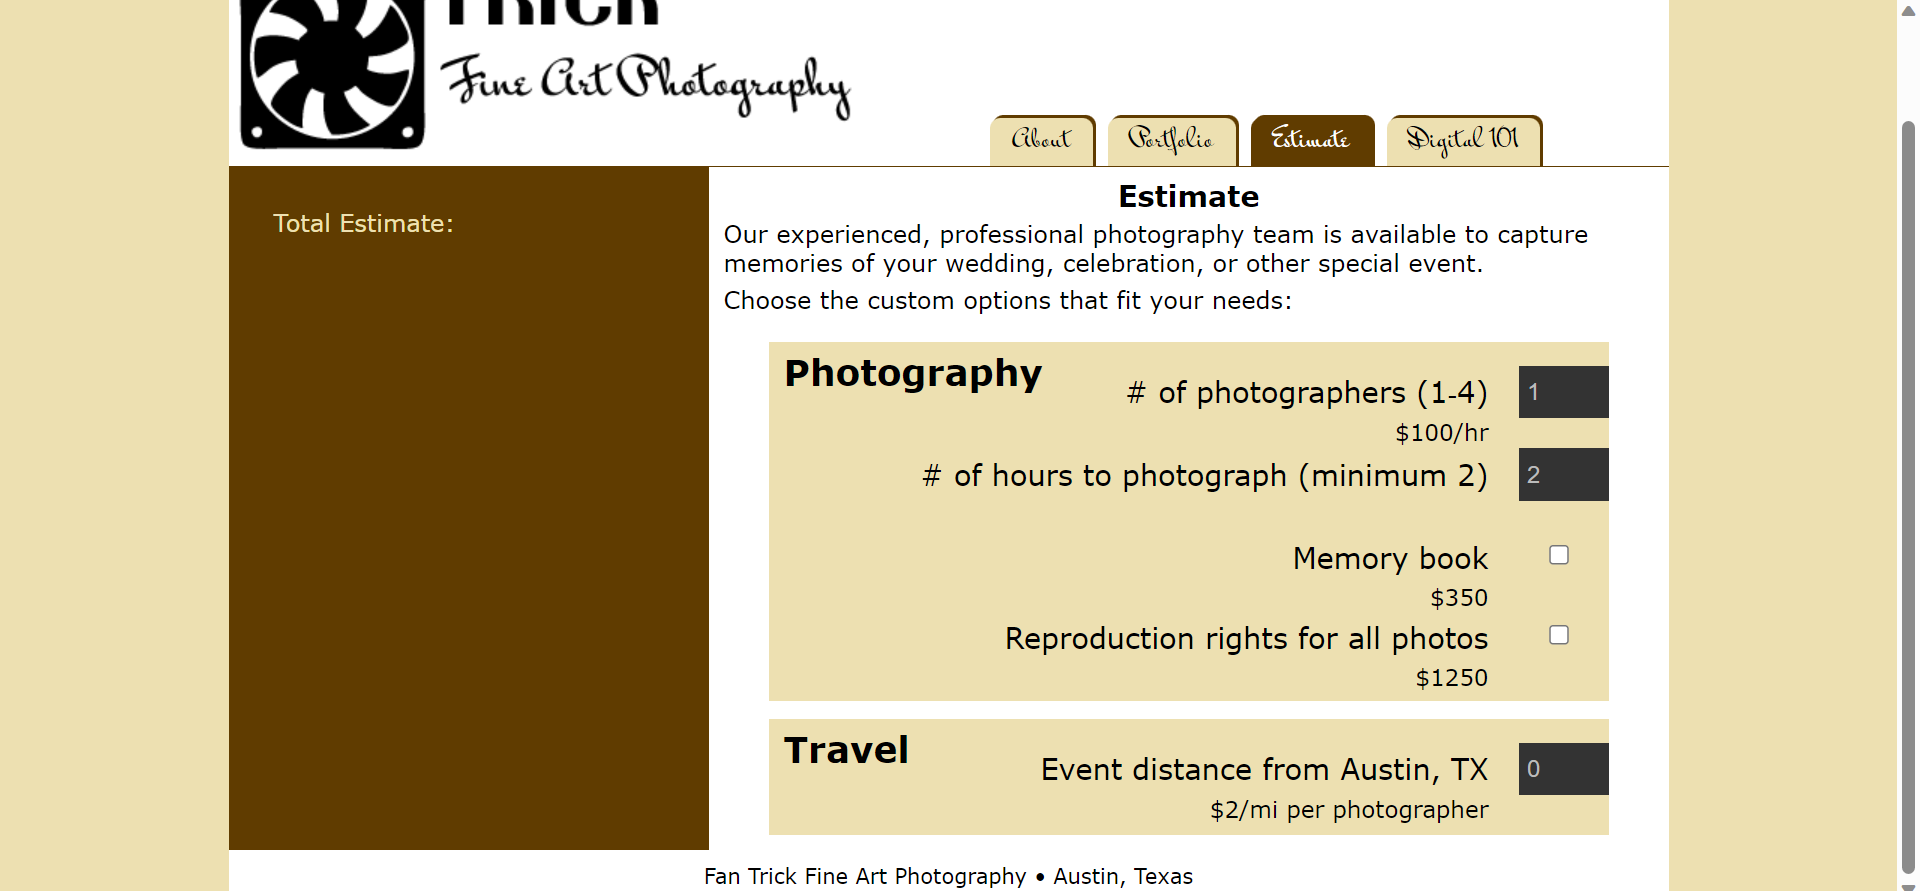 TRICK
Fine Art Photography
About
Portfolio
Estimate
Digital 101
Total Estimate:
Estimate
Our experienced, professional photography team is available to capture
memories of your wedding, celebration, or other special event.
Choose the custom options that fit your needs:
Photography
# of photographers (1-4)
1
$100/hr
# of hours to photograph (minimum 2)
2
Memory book
$350
Reproduction rights for all photos
$1250
Travel
Event distance from Austin, TX
0
$2/mi per photographer
Fan Trick Fine Art Photography • Austin, Texas